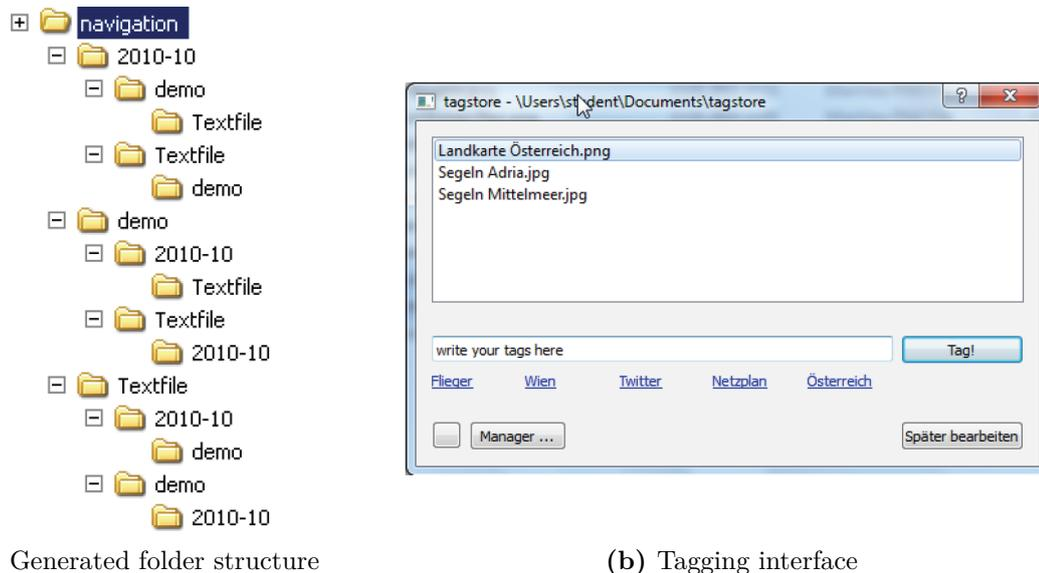 navigation
2010-10
demo
Textfile
Textfile
demo
demo
2010-10
Textfile
Textfile
2010-10
Textfile
2010-10
demo
demo
2010-10
Generated folder structure
tagstore - \Users\student\Documents\tagstore
Landkarte Österreich.png
Segeln Adria.jpg
Segeln Mittelmeer.jpg
write your tags here Tag!
Flieger Wien Twitter Netzplan Österreich
Manager ... Später bearbeiten
(b) Tagging interface